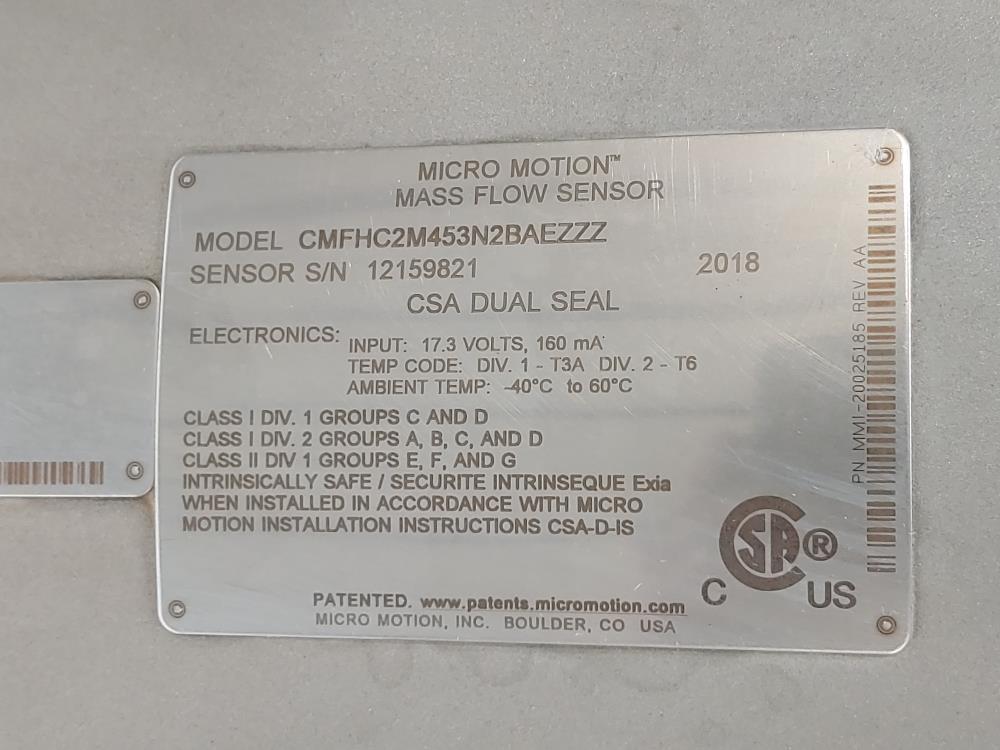 MICRO MOTION™
MASS FLOW SENSOR
MODEL CMFHC2M453N2BAEZZZ
SENSOR S/N 12159821 2018
CSA DUAL SEAL
ELECTRONICS: INPUT: 17.3 VOLTS, 160 mA
TEMP CODE: DIV. 1 - T3A DIV. 2 - T6
AMBIENT TEMP: -40°C to 60°C
CLASS I DIV. 1 GROUPS C AND D
CLASS I DIV. 2 GROUPS A, B, C, AND D
CLASS II DIV 1 GROUPS E, F, AND G
INTRINSICALLY SAFE / SECURITE INTRINSEQUE Exia
WHEN INSTALLED IN ACCORDANCE WITH MICRO
MOTION INSTALLATION INSTRUCTIONS CSA-D-IS
PATENTED. www.patents.micromotion.com
MICRO MOTION, INC. BOULDER, CO USA
CSA ®
C US
PN MMI-20025185 REV AA